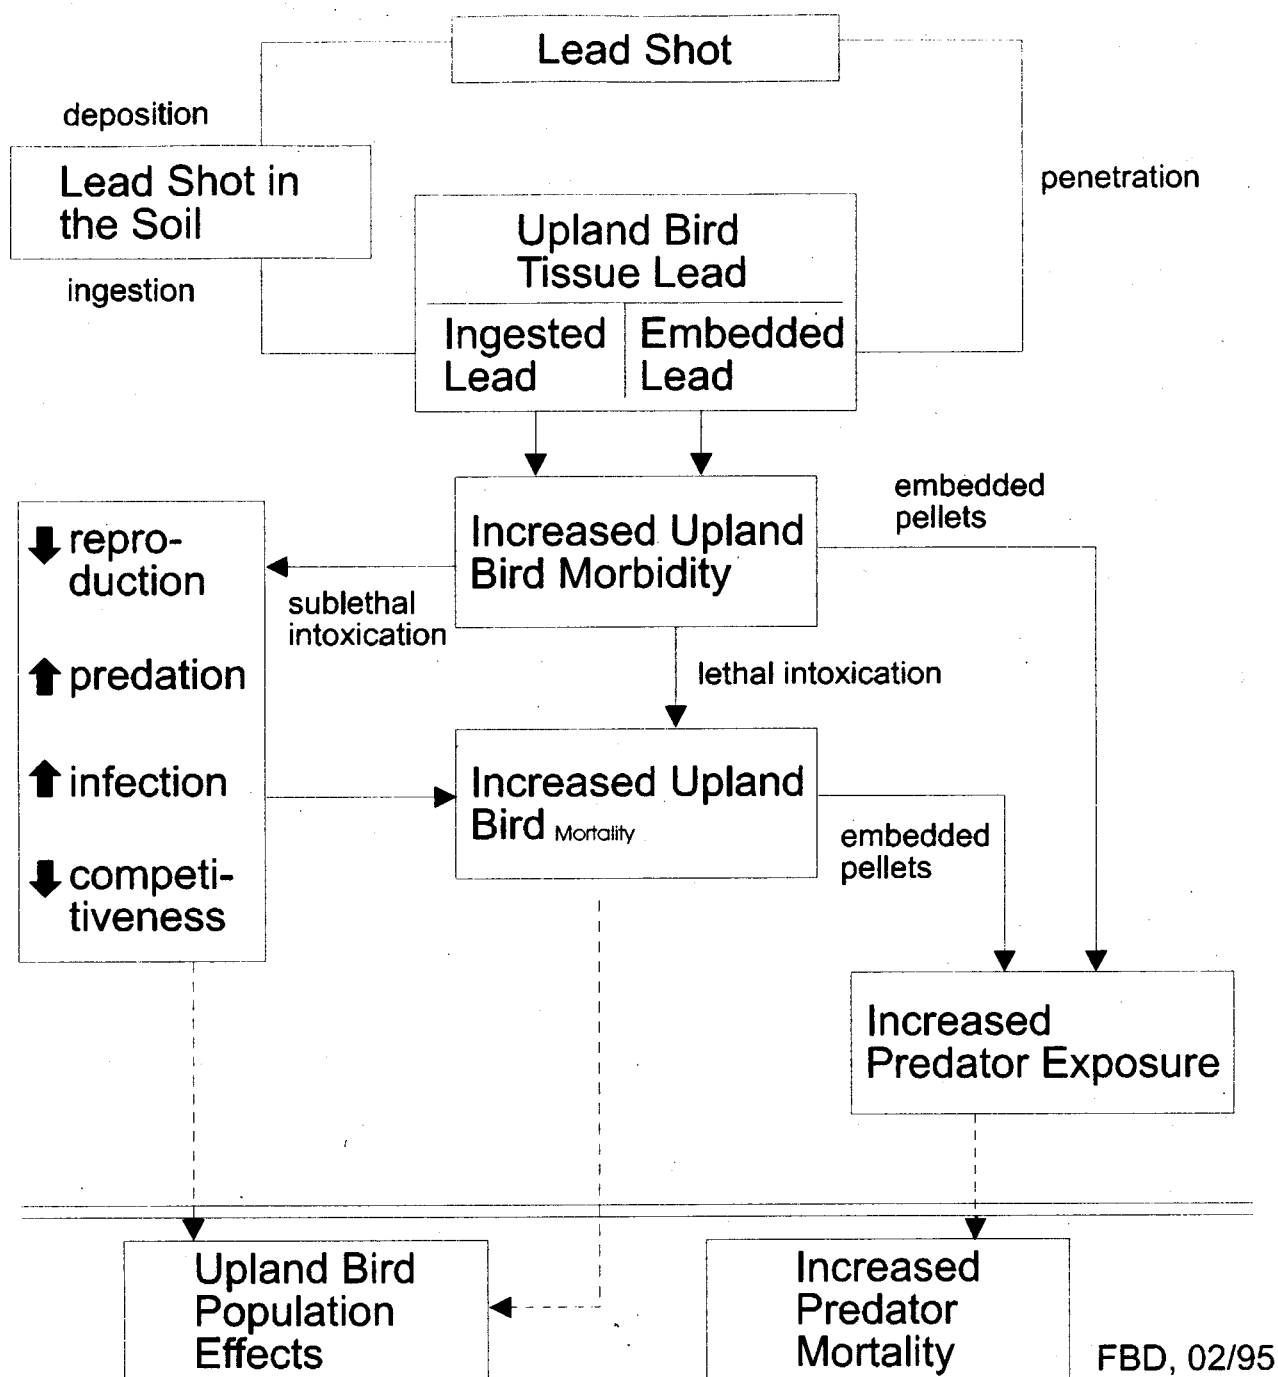 Lead Shot
deposition
Lead Shot in
the Soil
ingestion
penetration
Upland Bird
Tissue Lead
Ingested
Lead
Embedded
Lead
Increased Upland
Bird Morbidity
embedded
pellets
sublethal
intoxication
lethal intoxication
repro-
duction
predation
infection
competi-
tiveness
Increased Upland
Bird Mortality
embedded
pellets
Increased
Predator Exposure
Upland Bird
Population
Effects
Increased
Predator
Mortality
FBD, 02/95